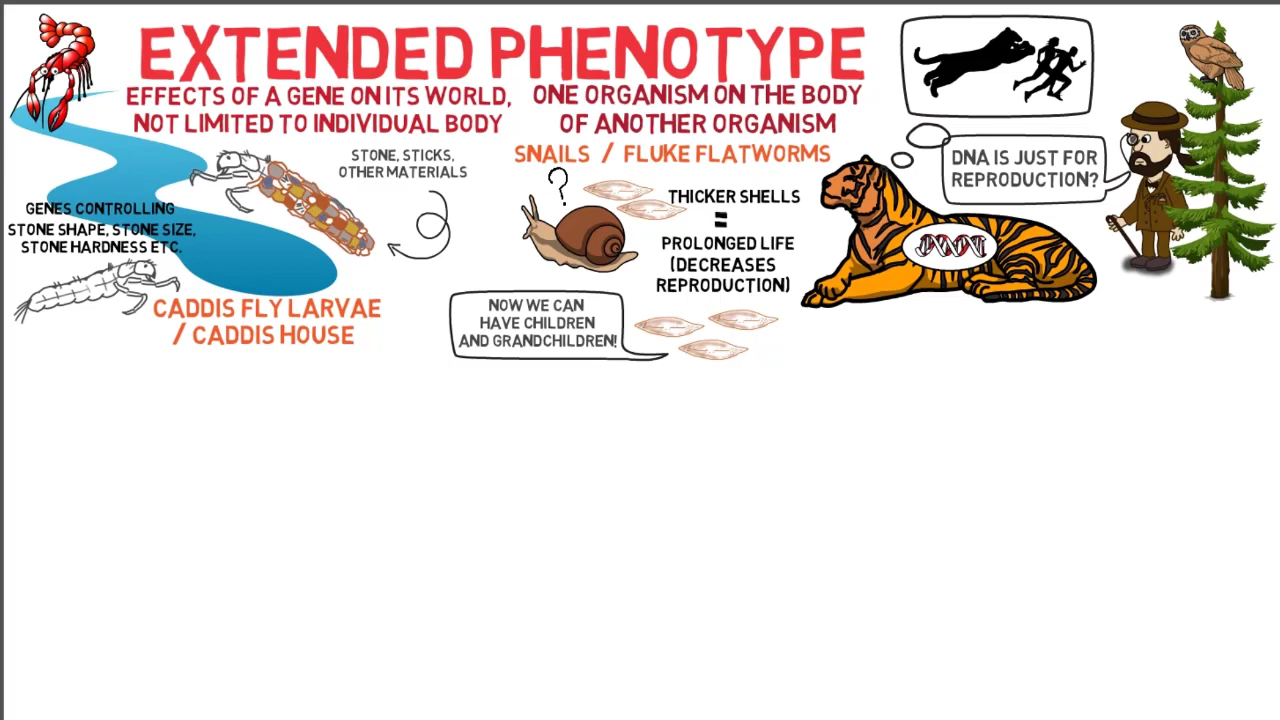 EXTENDED PHENOTYPE
EFFECTS OF A GENE ON ITS WORLD,
NOT LIMITED TO INDIVIDUAL BODY
ONE ORGANISM ON THE BODY
OF ANOTHER ORGANISM
STONE, STICKS,
OTHER MATERIALS
GENES CONTROLLING
STONE SHAPE, STONE SIZE,
STONE HARDNESS ETC.
CADDIS FLY LARVAE
/ CADDIS HOUSE
SNAILS / FLUKE FLATWORMS
?
THICKER SHELLS
=
PROLONGED LIFE
(DECREASES
REPRODUCTION)
NOW WE CAN
HAVE CHILDREN
AND GRANDCHILDREN!
DNA IS JUST FOR
REPRODUCTION?